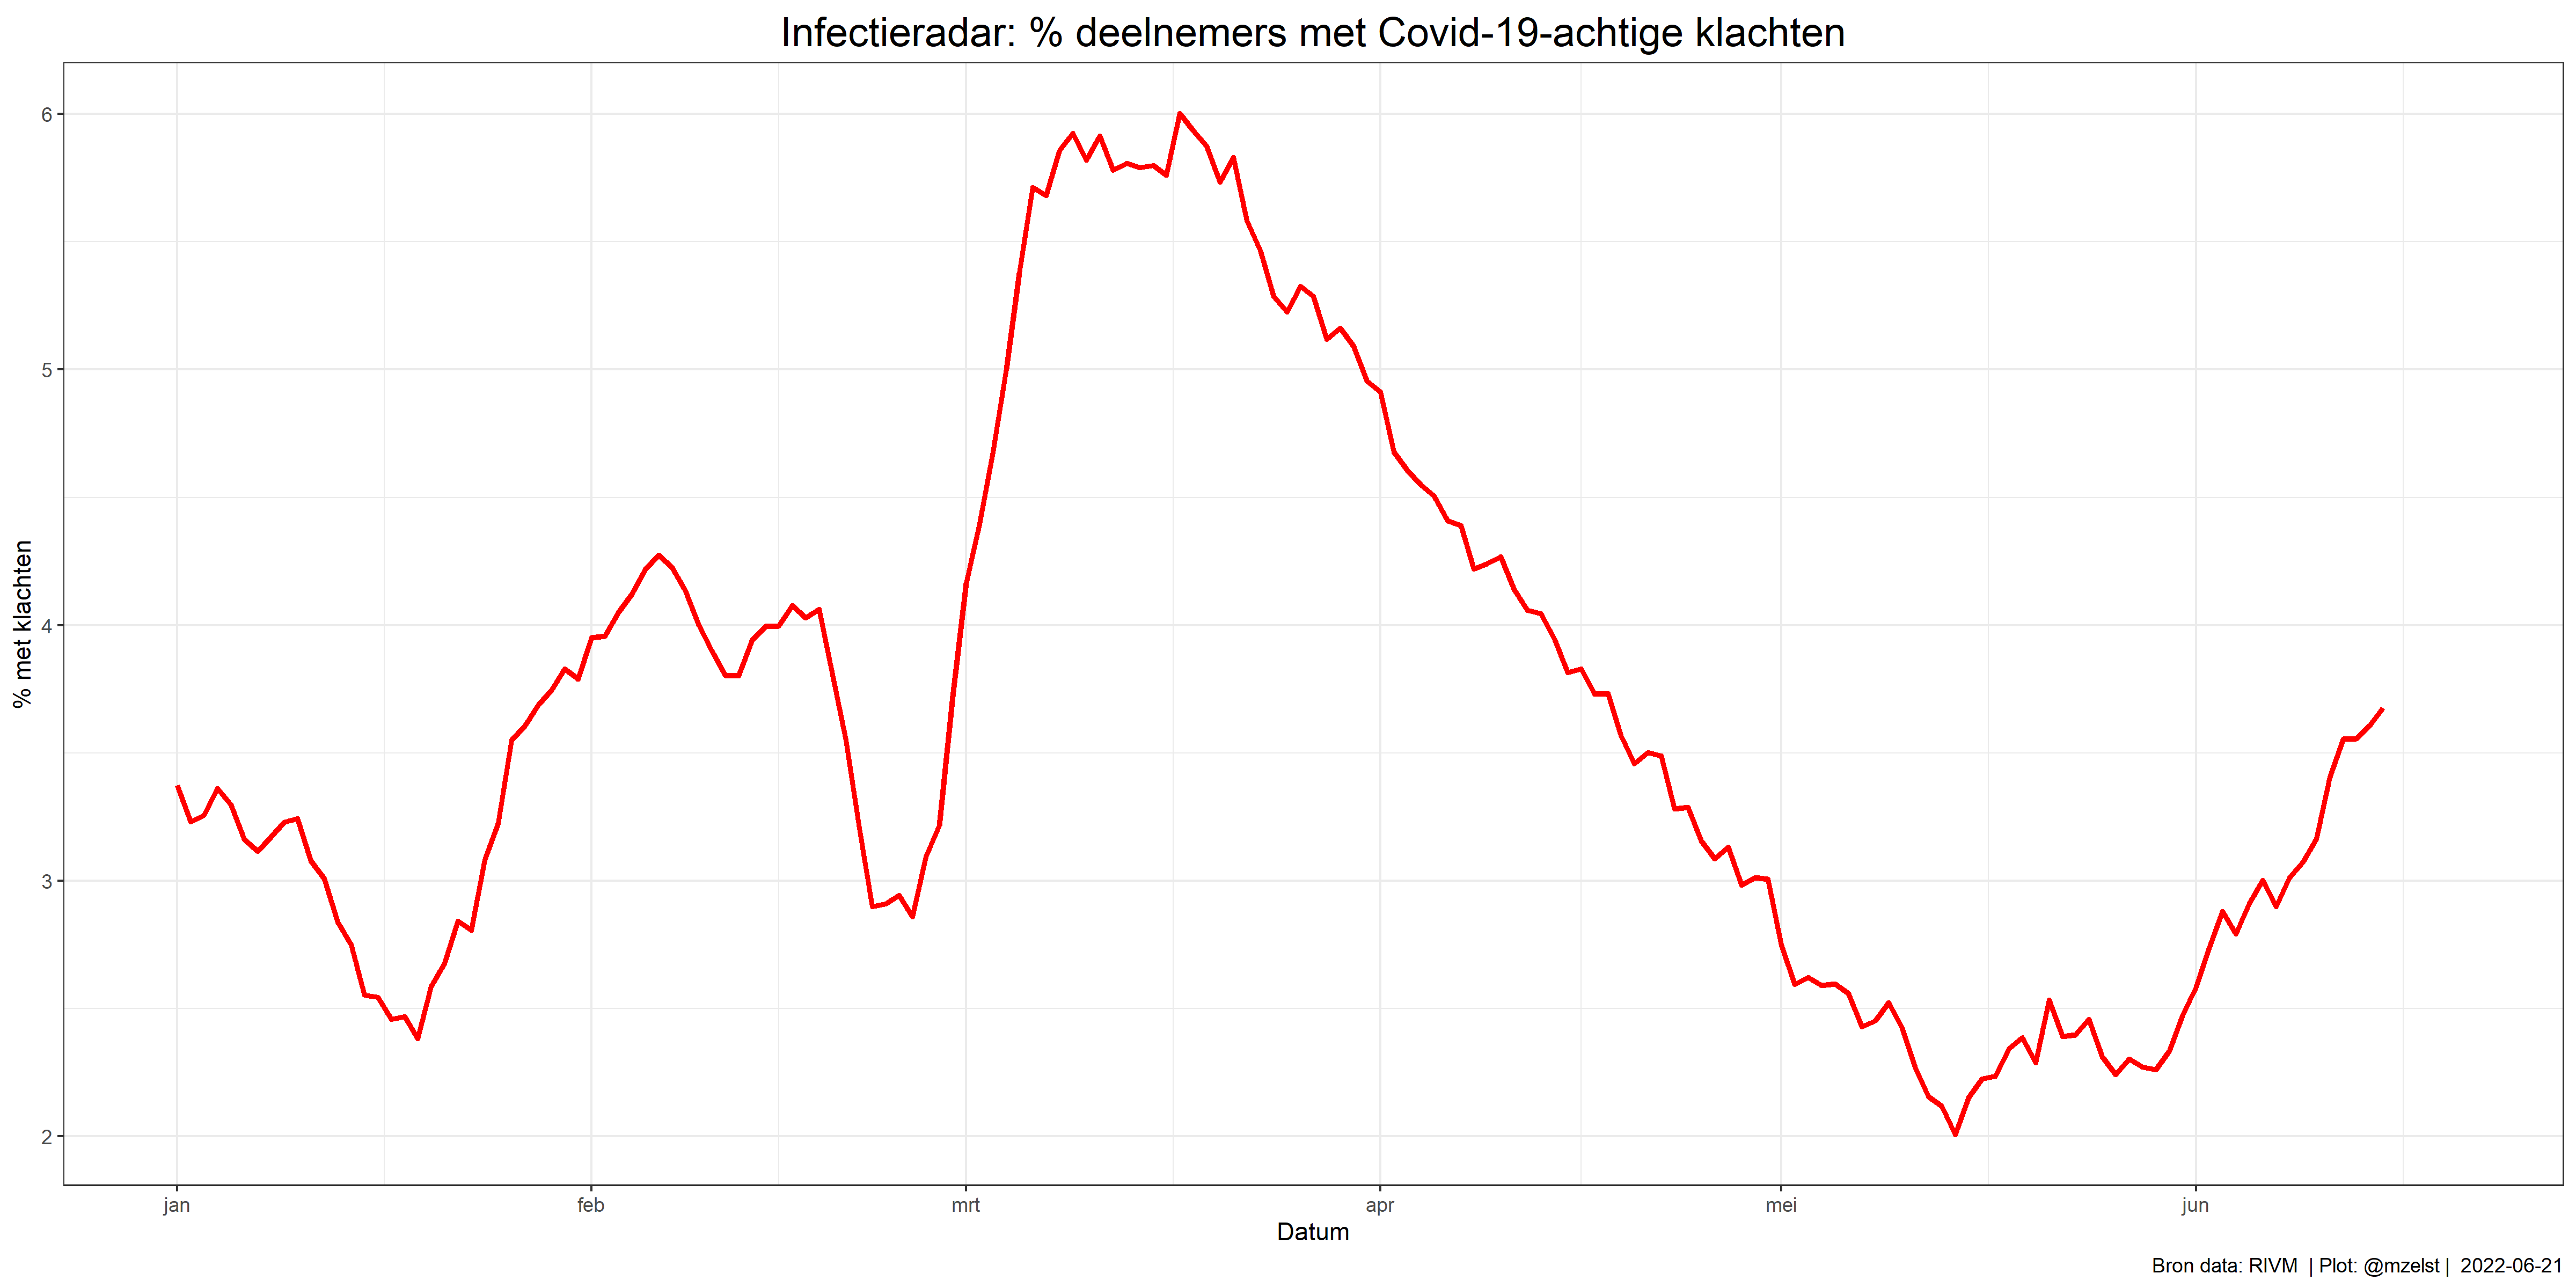 Infectieradar: % deelnemers met Covid-19-achtige klachten
6
5
4
3
2
% met klachten
jan feb mrt apr mei jun
Datum
Bron data: RIVM | Plot: @mzelst | 2022-06-21